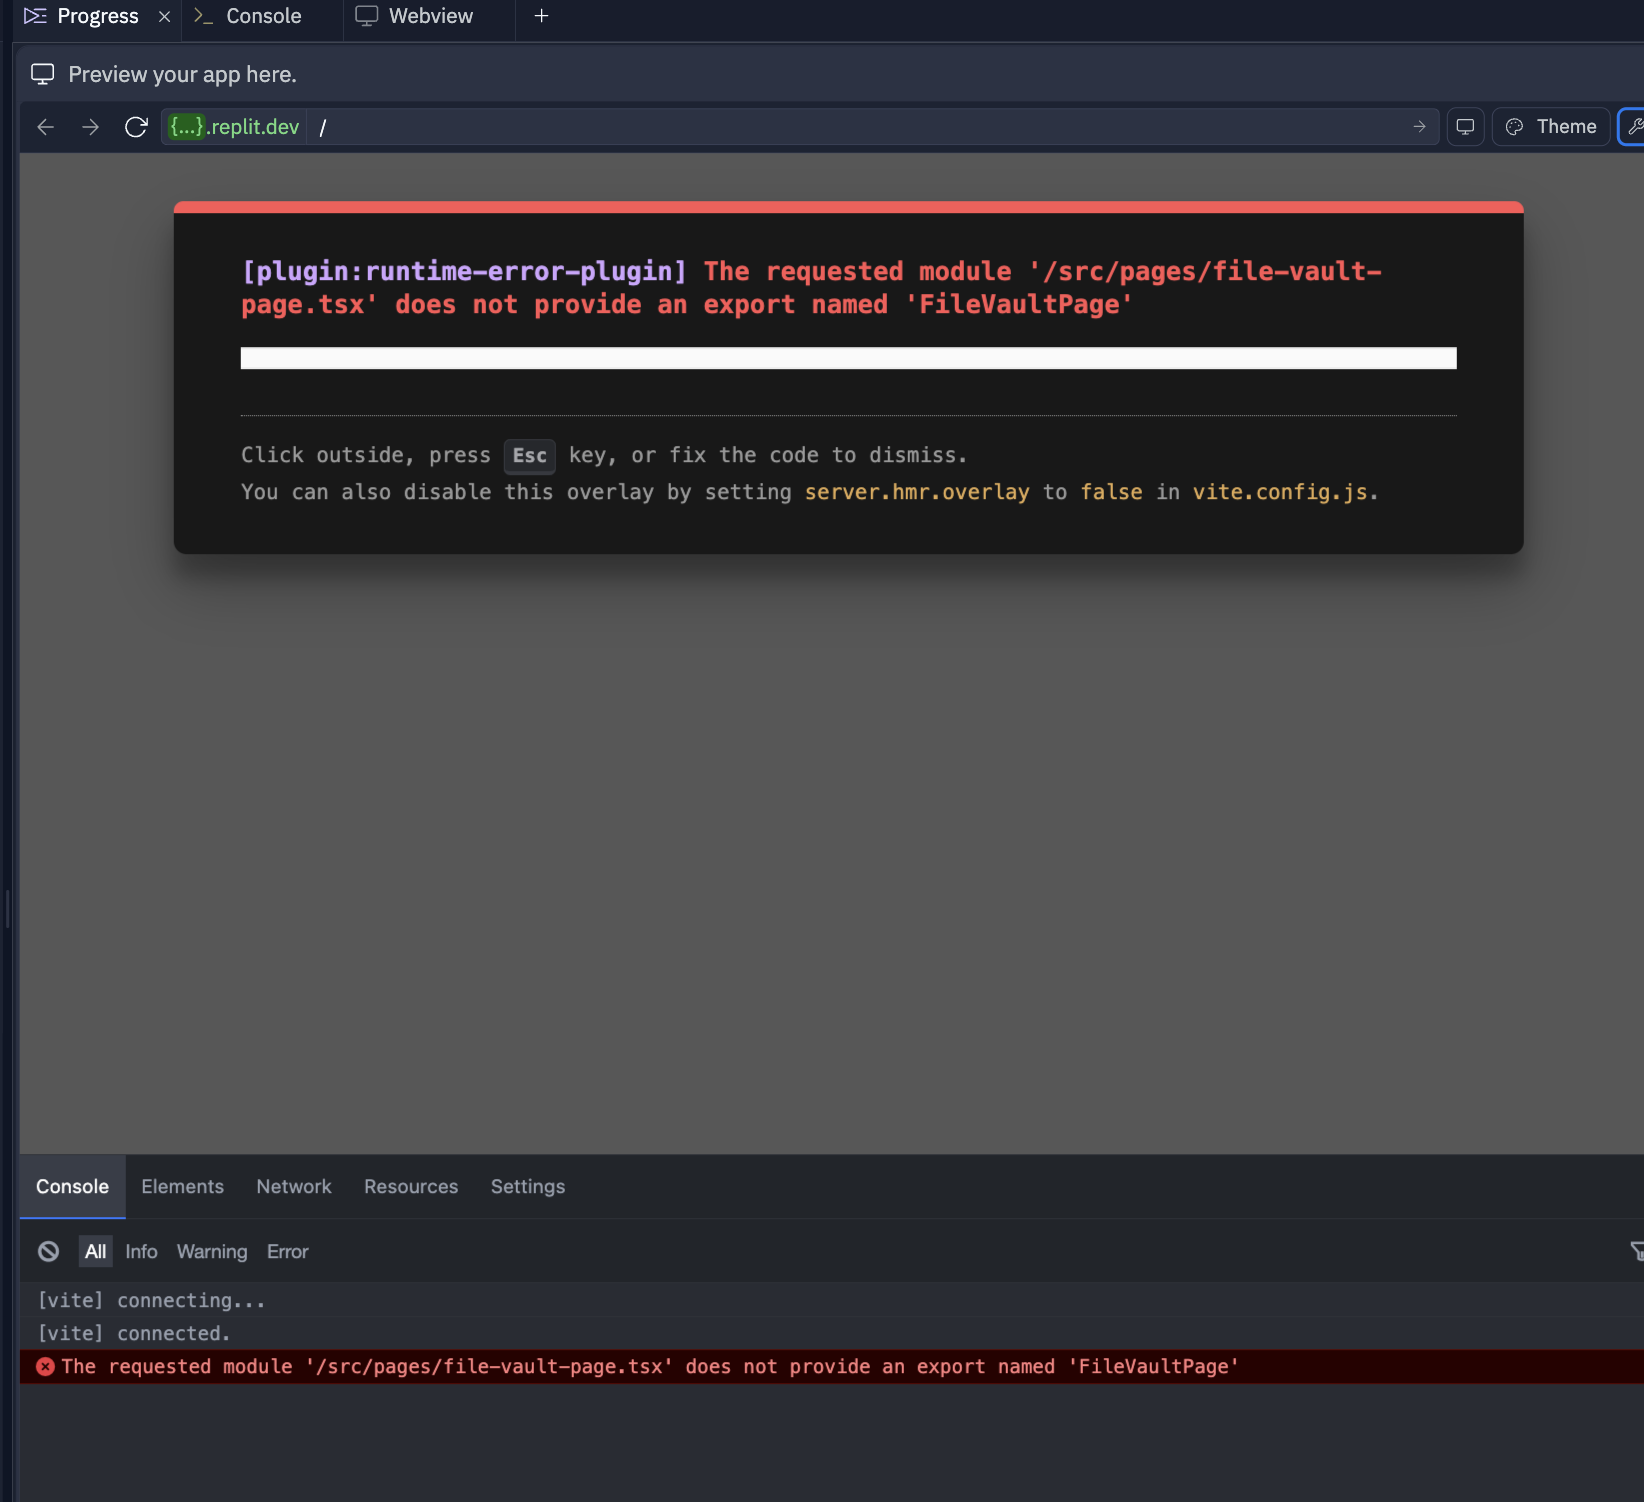 Progress
Console
Webview
Preview your app here.
{...}.replit.dev /
Theme
[plugin:runtime-error-plugin] The requested module '/src/pages/file-vault-
page.tsx' does not provide an export named 'FileVaultPage'
Click outside, press Esc key, or fix the code to dismiss.
You can also disable this overlay by setting server.hmr.overlay to false in vite.config.js.
Console Elements Network Resources Settings
All Info Warning Error
[vite] connecting...
[vite] connected.
The requested module '/src/pages/file-vault-page.tsx' does not provide an export named 'FileVaultPage'